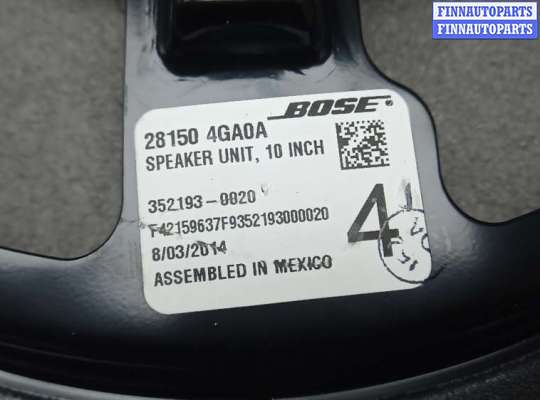 FINNAUTOPARTS
FINNAUTOPARTS
BOSE
28150 4GA0A
SPEAKER UNIT, 10 INCH
352193-0020
F42159637F9352193000020
8/03/2014
ASSEMBLED IN MEXICO
4